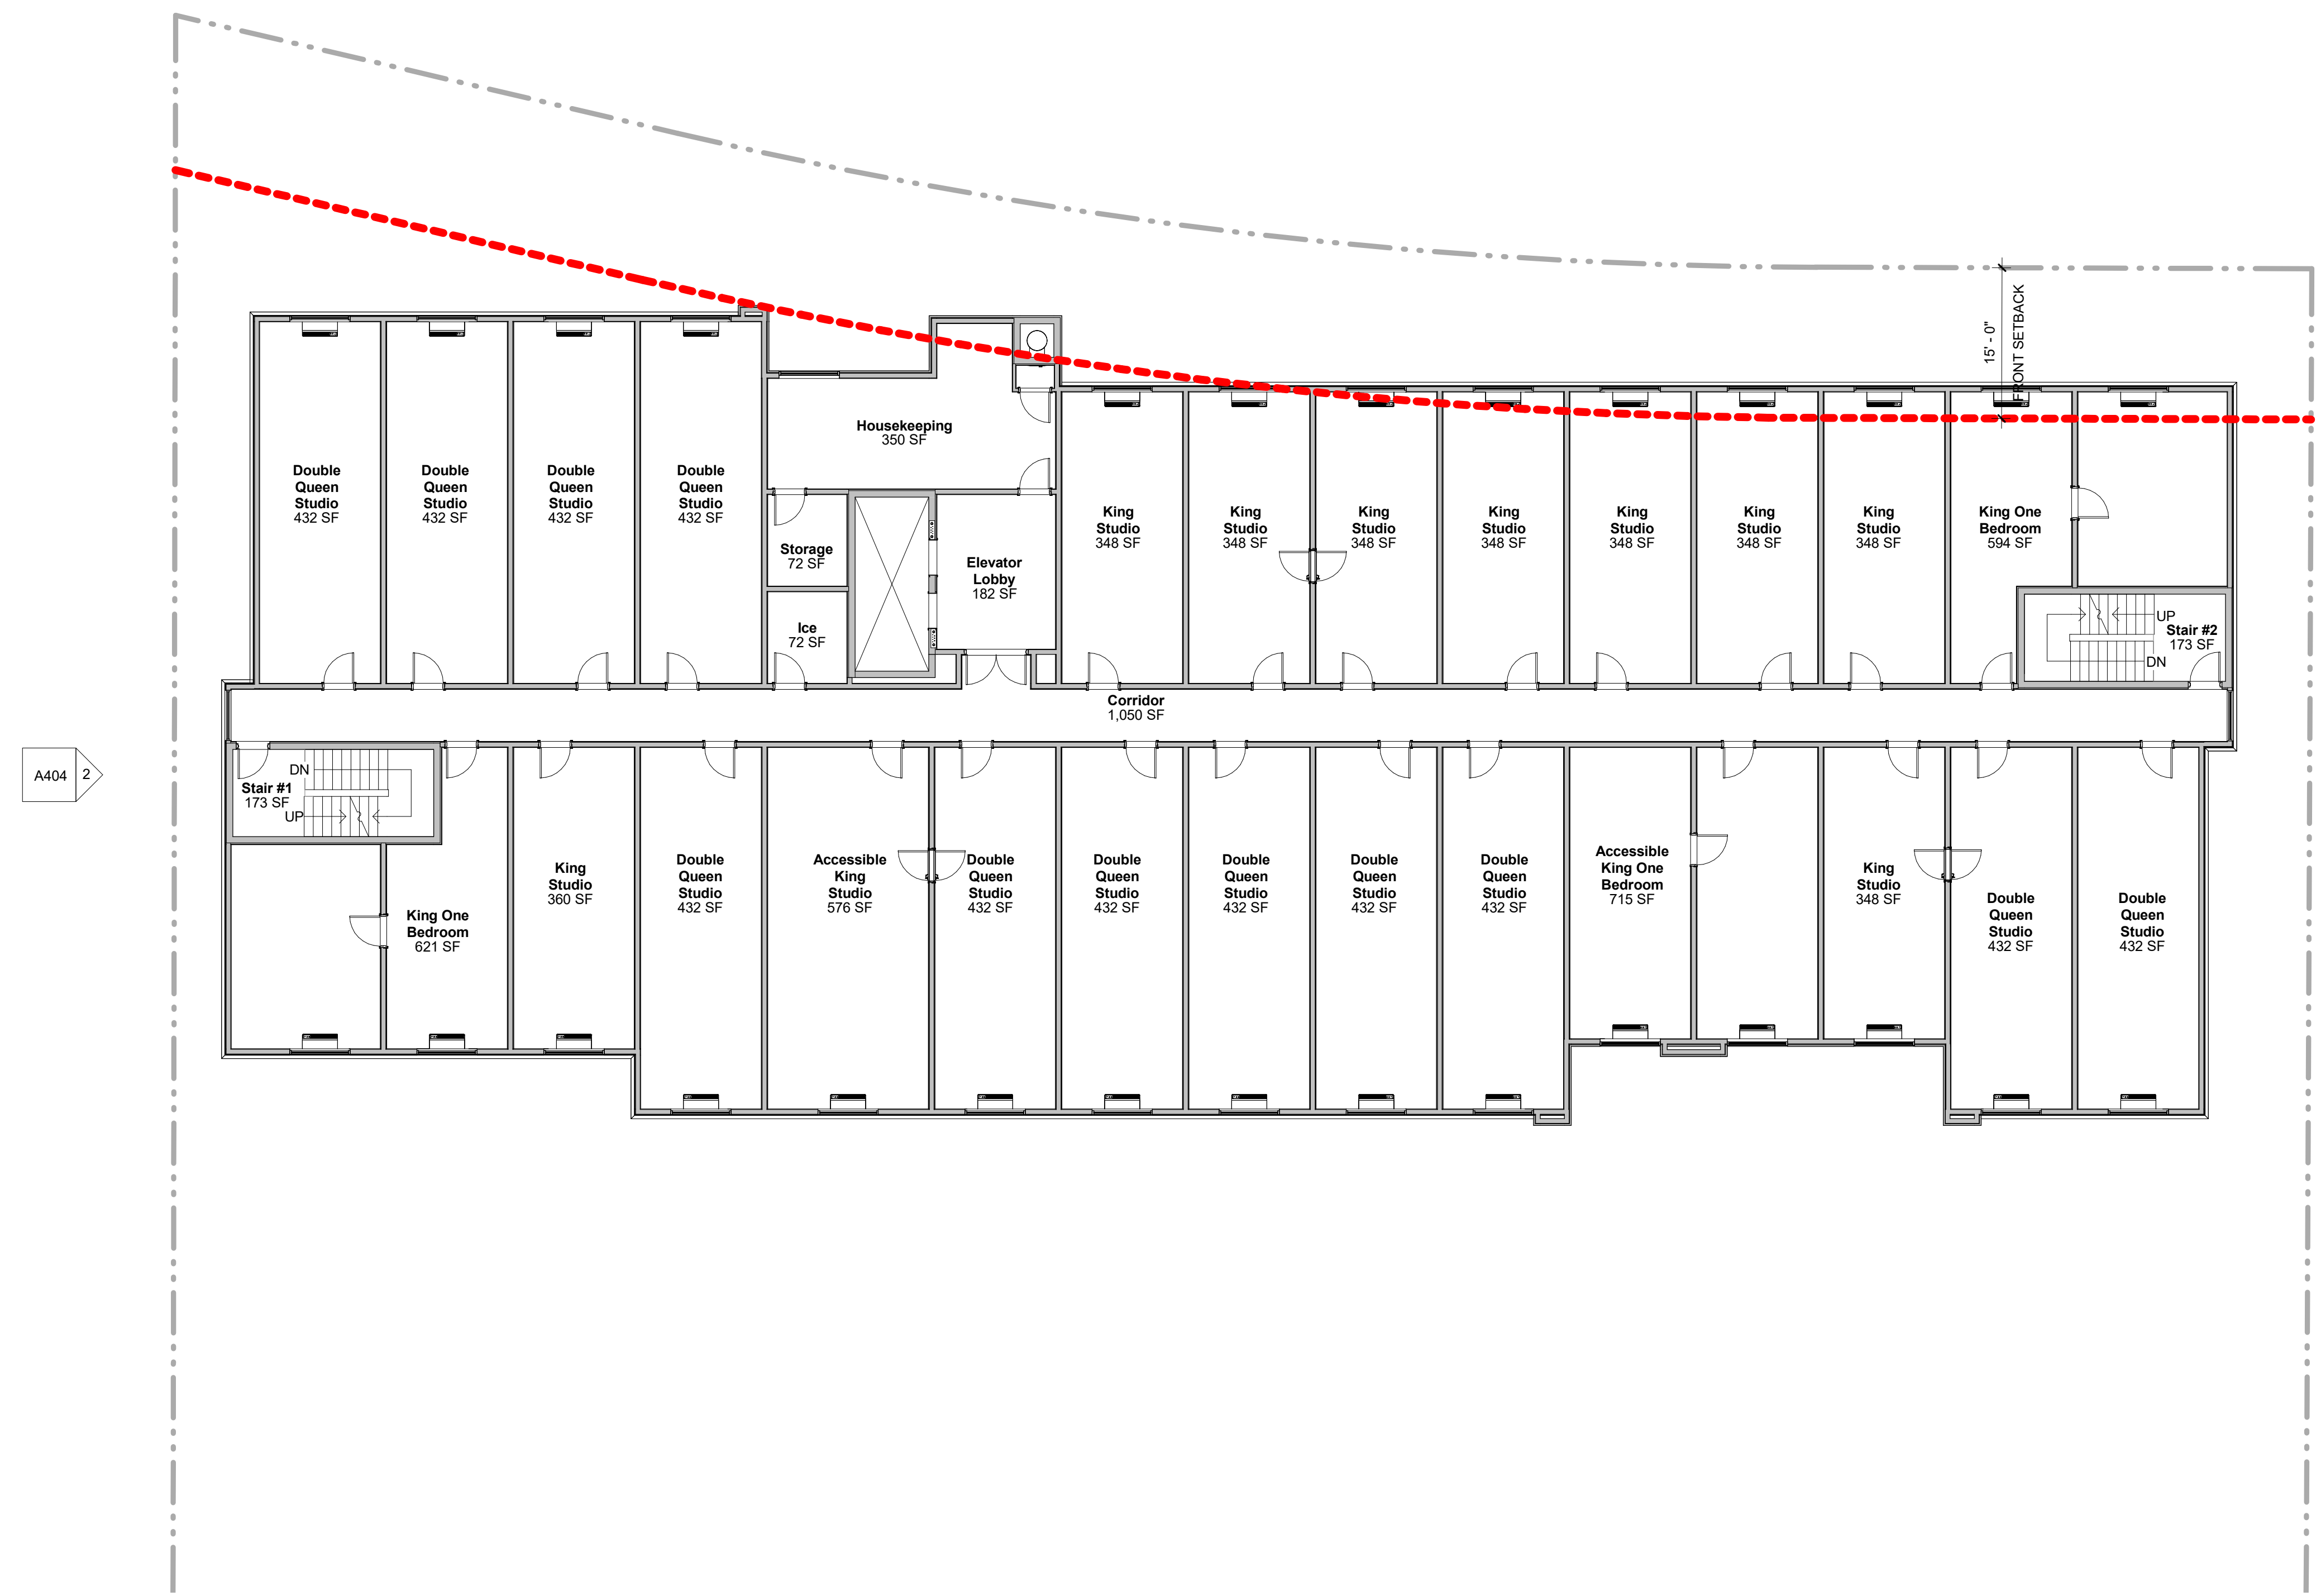 15' - 0"
FRONT SETBACK
Double
Queen
Studio
432 SF
Double
Queen
Studio
432 SF
Double
Queen
Studio
432 SF
Double
Queen
Studio
432 SF
Housekeeping
350 SF
Storage
72 SF
Ice
72 SF
Elevator
Lobby
182 SF
King
Studio
348 SF
King
Studio
348 SF
King
Studio
348 SF
King
Studio
348 SF
King
Studio
348 SF
King
Studio
348 SF
King
Studio
348 SF
King One
Bedroom
594 SF
UP
Stair #2
173 SF
DN
Corridor
1,050 SF
A404
2
DN
Stair #1
173 SF
UP
King One
Bedroom
621 SF
King
Studio
360 SF
Double
Queen
Studio
432 SF
Accessible
King
Studio
576 SF
Double
Queen
Studio
432 SF
Double
Queen
Studio
432 SF
Double
Queen
Studio
432 SF
Double
Queen
Studio
432 SF
Double
Queen
Studio
432 SF
Accessible
King One
Bedroom
715 SF
King
Studio
348 SF
Double
Queen
Studio
432 SF
Double
Queen
Studio
432 SF